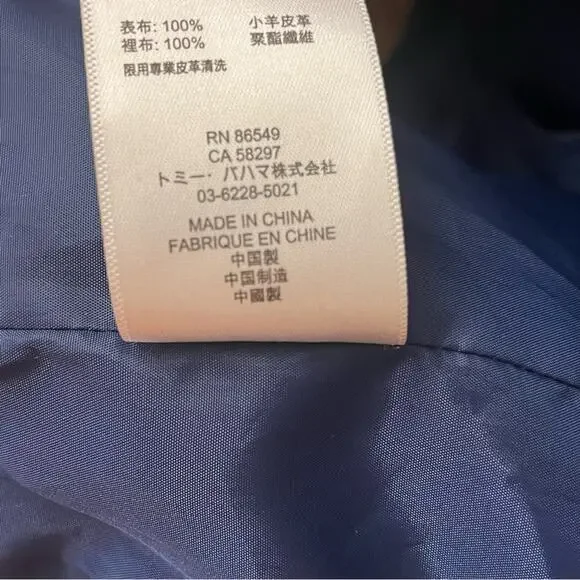 表布: 100% 小羊皮革
裡布: 100% 聚酯纖維
限用專業皮革清洗
RN 86549
CA 58297
トミー・バハマ株式会社
03-6228-5021
MADE IN CHINA
FABRIQUE EN CHINE
中国製
中国制造
中國製